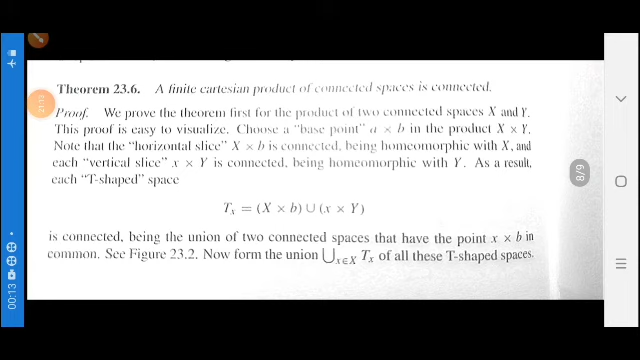 Theorem 23.6. A finite cartesian product of connected spaces is connected.
Proof. We prove the theorem first for the product of two connected spaces X and Y.
This proof is easy to visualize. Choose a “base point” a × b in the product X × Y.
Note that the “horizontal slice” X × b is connected, being homeomorphic with X, and
each “vertical slice” x × Y is connected, being homeomorphic with Y. As a result,
each “T-shaped” space
Tₓ = (X × b) ∪ (x × Y)
is connected, being the union of two connected spaces that have the point x × b in
common. See Figure 23.2. Now form the union ⋃ₓ∈X Tₓ of all these T-shaped spaces.
8/9
00:13